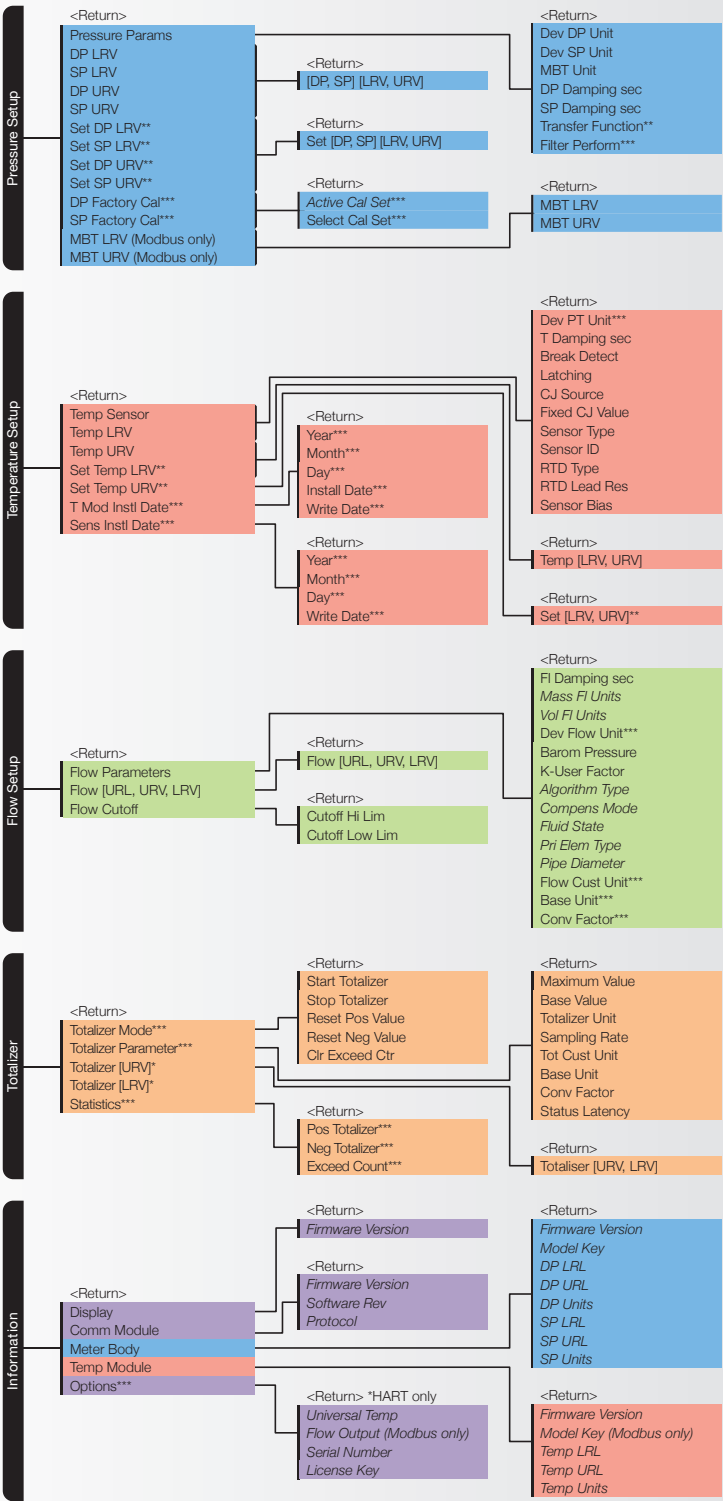 Pressure Setup
<Return>
Pressure Params
DP LRV
SP LRV
DP URV
SP URV
Set DP LRV**
Set SP LRV**
Set DP URV**
Set SP URV**
DP Factory Cal***
SP Factory Cal***
MBT LRV (Modbus only)
MBT URV (Modbus only)
<Return>
[DP, SP] [LRV, URV]
<Return>
Set [DP, SP] [LRV, URV]
<Return>
Active Cal Set***
Select Cal Set***
<Return>
Dev DP Unit
Dev SP Unit
MBT Unit
DP Damping sec
SP Damping sec
Transfer Function**
Filter Perform***
<Return>
MBT LRV
MBT URV
Temperature Setup
<Return>
Temp Sensor
Temp LRV
Temp URV
Set Temp LRV**
Set Temp URV**
T Mod Instl Date***
Sens Instl Date***
<Return>
Year***
Month***
Day***
Install Date***
Write Date***
<Return>
Year***
Month***
Day***
Write Date***
<Return>
Dev PT Unit***
T Damping sec
Break Detect
Latching
CJ Source
Fixed CJ Value
Sensor Type
Sensor ID
RTD Type
RTD Lead Res
Sensor Bias
<Return>
Temp [LRV, URV]
<Return>
Set [LRV, URV]**
Flow Setup
<Return>
Flow Parameters
Flow [URL, URV, LRV]
Flow Cutoff
<Return>
Flow [URL, URV, LRV]
<Return>
Cutoff Hi Lim
Cutoff Low Lim
<Return>
Fl Damping sec
Mass Fl Units
Vol Fl Units
Dev Flow Unit***
Barom Pressure
K-User Factor
Algorithm Type
Compens Mode
Fluid State
Pri Elem Type
Pipe Diameter
Flow Cust Unit***
Base Unit***
Conv Factor***
Totalizer
<Return>
Totalizer Mode***
Totalizer Parameter***
Totalizer [URV]*
Totalizer [LRV]*
Statistics***
<Return>
Start Totalizer
Stop Totalizer
Reset Pos Value
Reset Neg Value
Clr Exceed Ctr
<Return>
Pos Totalizer***
Neg Totalizer***
Exceed Count***
<Return>
Maximum Value
Base Value
Totalizer Unit
Sampling Rate
Tot Cust Unit
Base Unit
Conv Factor
Status Latency
<Return>
Totaliser [URV, LRV]
Information
<Return>
Display
Comm Module
Meter Body
Temp Module
Options***
<Return>
Firmware Version
<Return>
Firmware Version
Software Rev
Protocol
<Return> *HART only
Universal Temp
Flow Output (Modbus only)
Serial Number
License Key
<Return>
Firmware Version
Model Key
DP LRL
DP URL
DP Units
SP LRL
SP URL
SP Units
<Return>
Firmware Version
Model Key (Modbus only)
Temp LRL
Temp URL
Temp Units